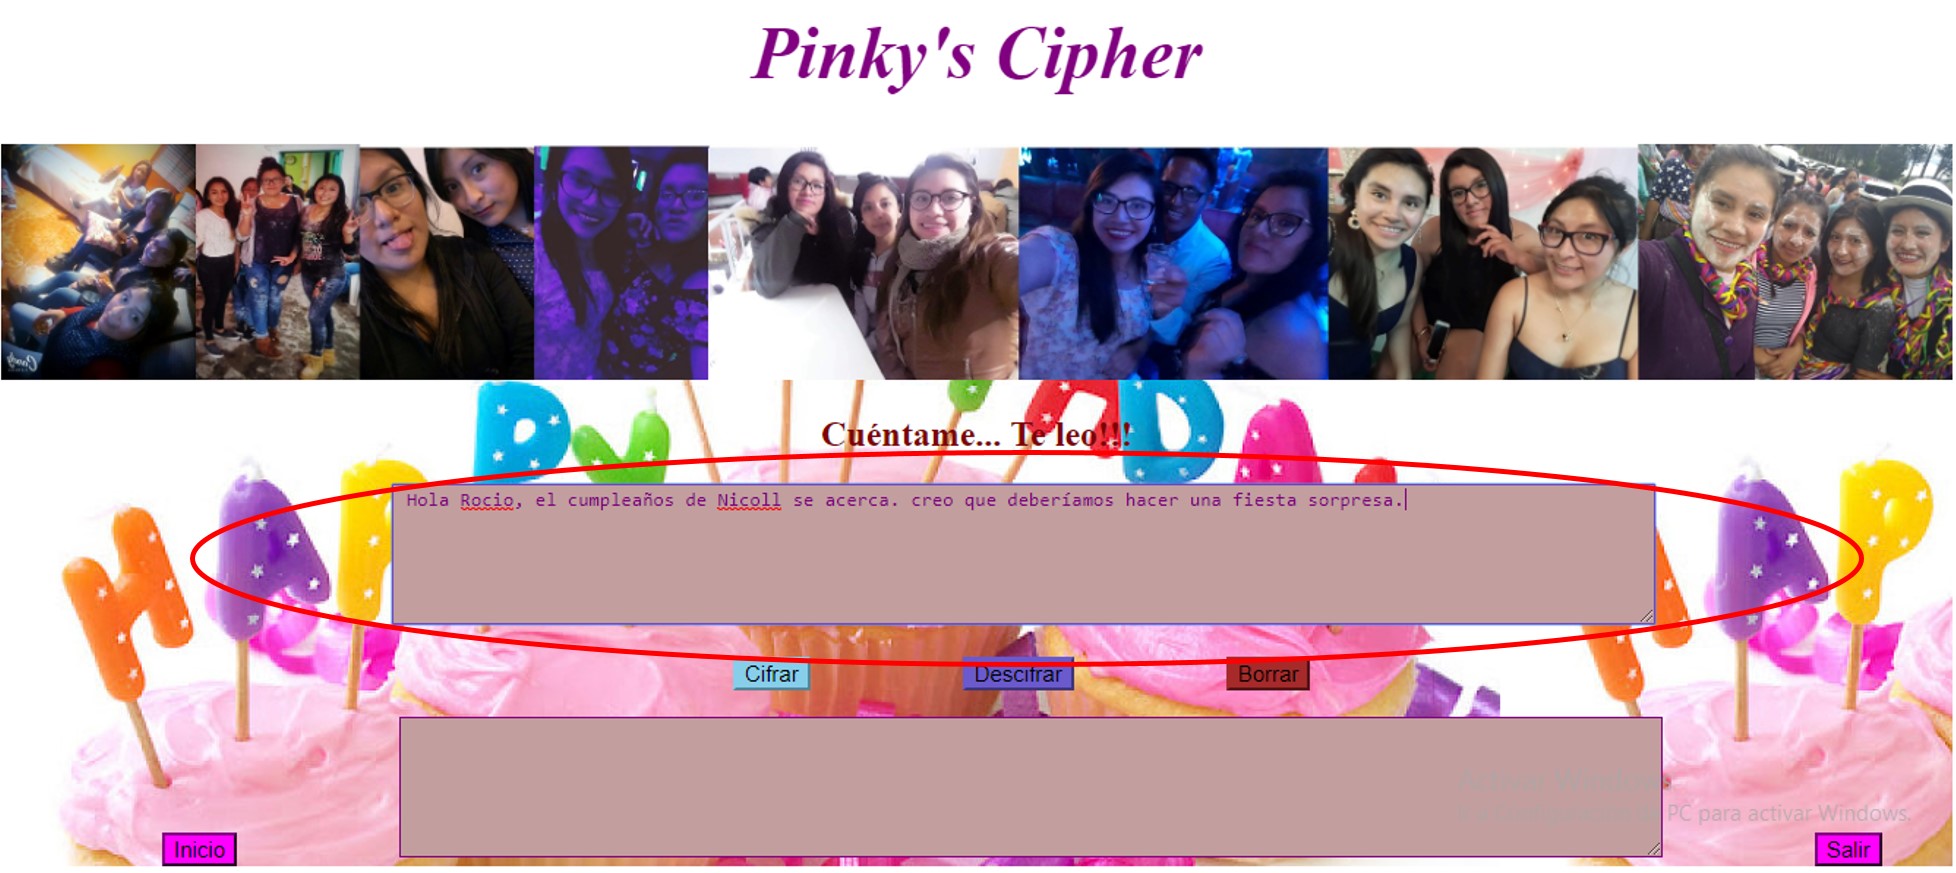 Pinky's Cipher
Cuéntame... Te leo!!!
Hola Rocio, el cumpleaños de Nicoll se acerca. creo que deberíamos hacer una fiesta sorpresa.
Cifrar Descifrar Borrar
Activar Windows
PC para activar Windows.
Inicio Salir